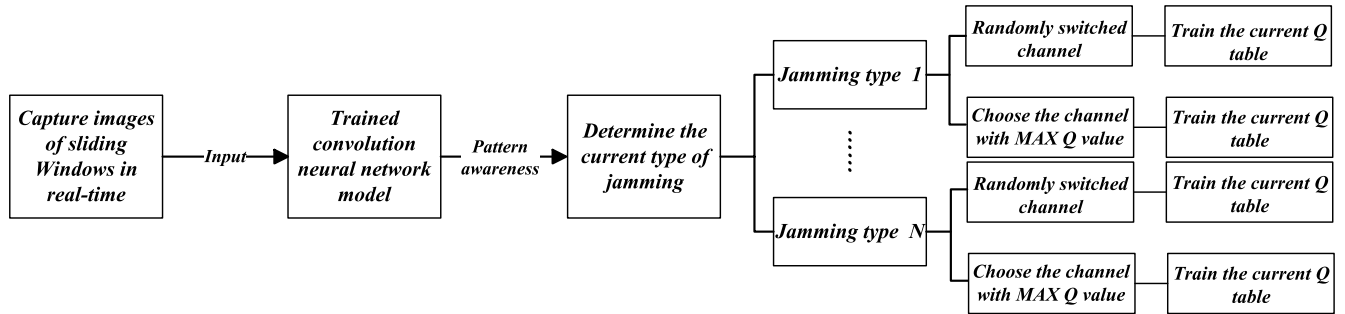 Capture images
of sliding
Windows in
real-time
Input
Trained
convolution
neural network
model
Pattern
awareness
Determine the
current type of
jamming
Jamming type 1
Jamming type N
Randomly switched
channel
Train the current Q
table
Choose the channel
with MAX Q value
Train the current Q
table
Randomly switched
channel
Train the current Q
table
Choose the channel
with MAX Q value
Train the current Q
table